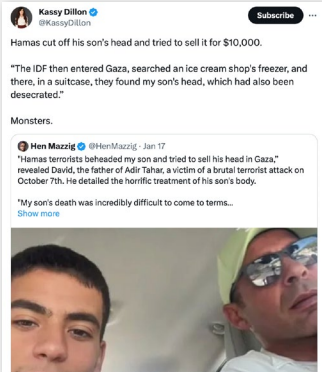 Kassy Dillon
@KassyDillon
Subscribe
Hamas cut off his son's head and tried to sell it for $10,000.
"The IDF then entered Gaza, searched an ice cream shop's freezer, and
there, in a suitcase, they found my son's head, which had also been
desecrated."
Monsters.
Hen Mazzig @HenMazzig · Jan 17
"Hamas terrorists beheaded my son and tried to sell his head in Gaza,"
revealed David, the father of Adir Tahar, a victim of a brutal terrorist attack on
October 7th. He detailed the horrific treatment of his son's body.
"My son's death was incredibly difficult to come to terms...
Show more